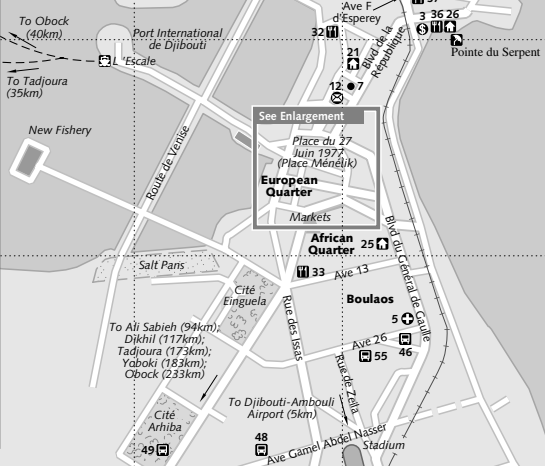 37
Ave F
d'Esperey
3 36 26
To Obock
(40km)
Port International
de Djibouti
32
Blvd de la
République
Pointe du Serpent
21
L 'Escale
To Tadjoura
(35km)
12 7
See Enlargement
New Fishery
Route de Venise
Place du 27
Juin 1977
(Place Ménélik)
European
Quarter
Markets
African
Quarter
25
Blvd du Général de Gaulle
Salt Pans
33
Ave 13
Cité
Einguela
Boulaos
Rue des Issas
5
To Ali Sabieh (94km);
Dikhil (117km);
Tadjoura (173km);
Yoboki (183km);
Obock (233km)
Ave 26
46
55
Rue de Zeila
To Djibouti-Ambouli
Airport (5km)
Cité
Arhiba
48
49
Ave Gamel Abdel Nasser
Stadium